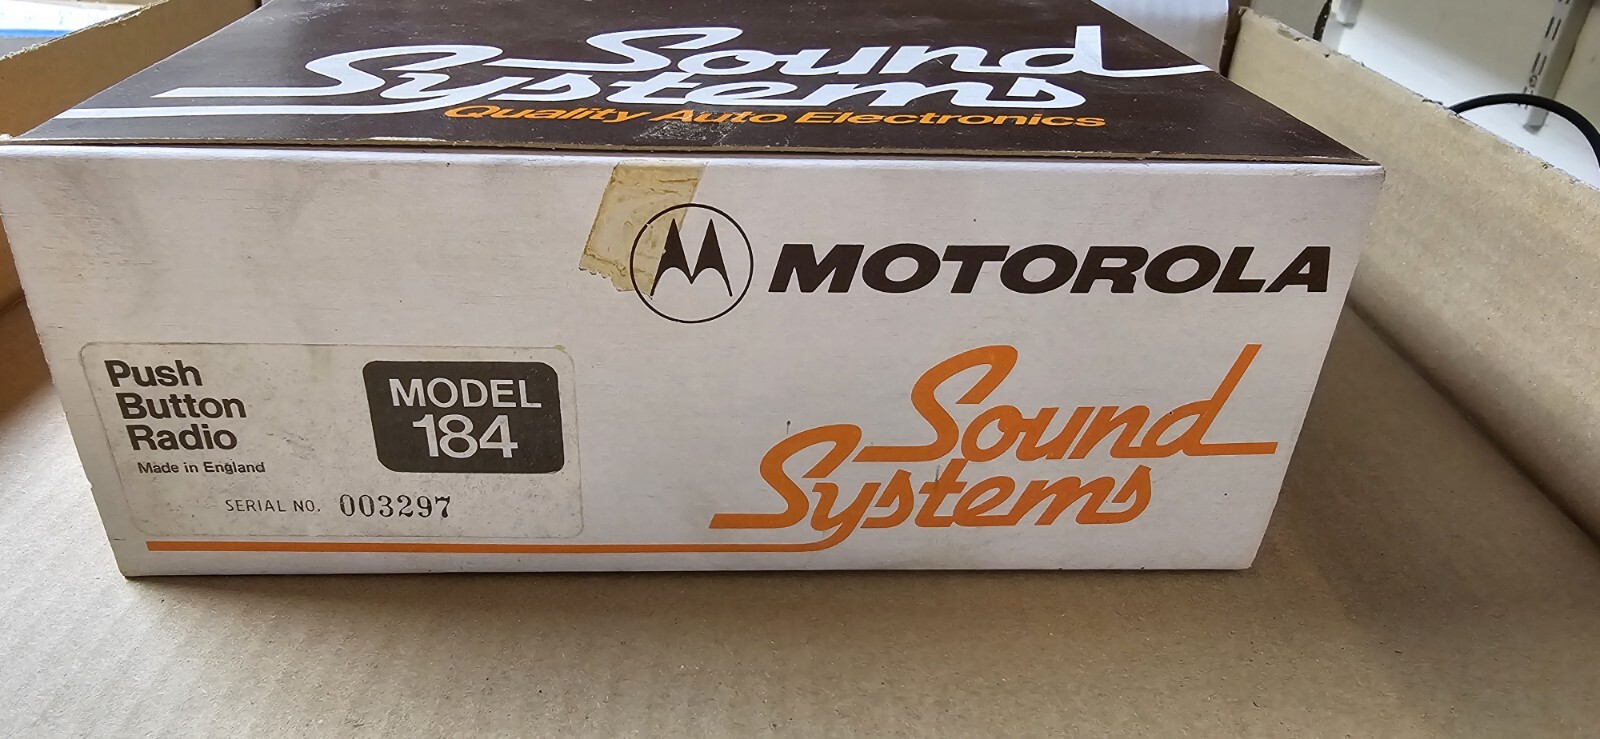 Sound
Systems
Quality Auto Electronics
MOTOROLA
Push
Button
Radio
Made in England
MODEL
184
SERIAL NO. 003297
Sound
Systems